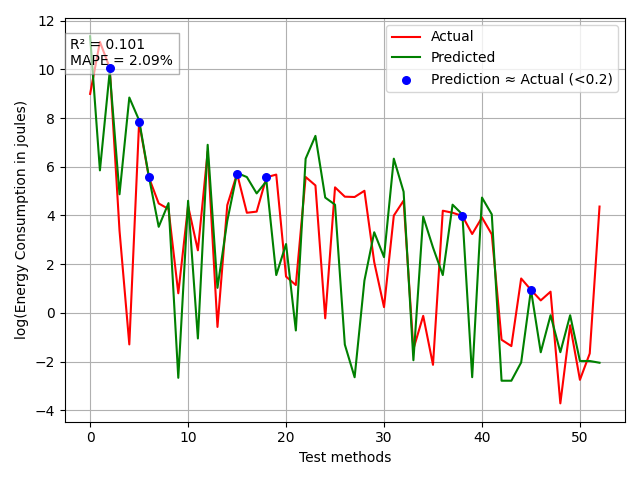 R² = 0.101
MAPE = 2.09%
Actual
Predicted
Prediction ≈ Actual (<0.2)
log(Energy Consumption in joules)
12
10
8
6
4
2
0
−2
−4
0 10 20 30 40 50
Test methods